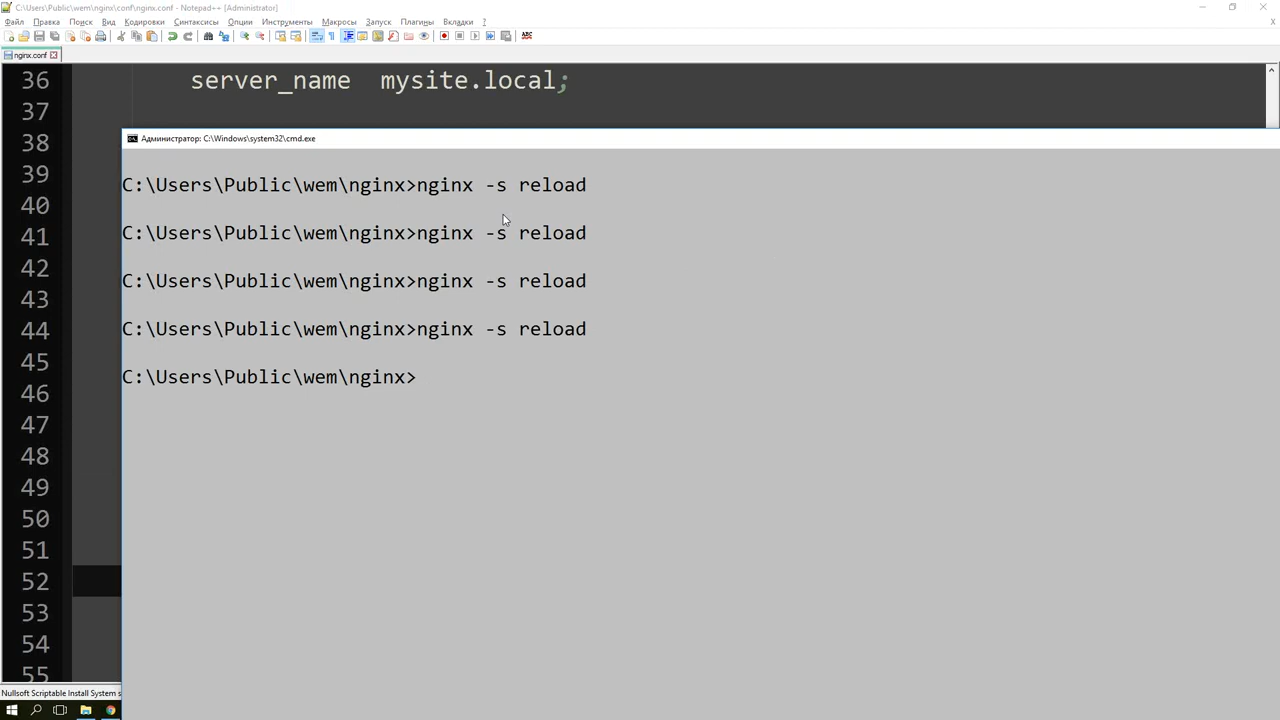 C:\Users\Public\wem\nginx\conf\nginx.conf - Notepad++ [Administrator]
Файл Правка Поиск Вид Кодировки Синтаксисы Опции Инструменты Макросы Запуск Плагины Вкладки ?
nginx.conf
36 server_name mysite.local;
37
Администратор: C:\Windows\system32\cmd.exe
38
39 C:\Users\Public\wem\nginx>nginx -s reload
40
41 C:\Users\Public\wem\nginx>nginx -s reload
42
43 C:\Users\Public\wem\nginx>nginx -s reload
44 C:\Users\Public\wem\nginx>nginx -s reload
45
46 C:\Users\Public\wem\nginx>
47
48
49
50
51
52
53
54
55
Nullsoft Scriptable Install System s